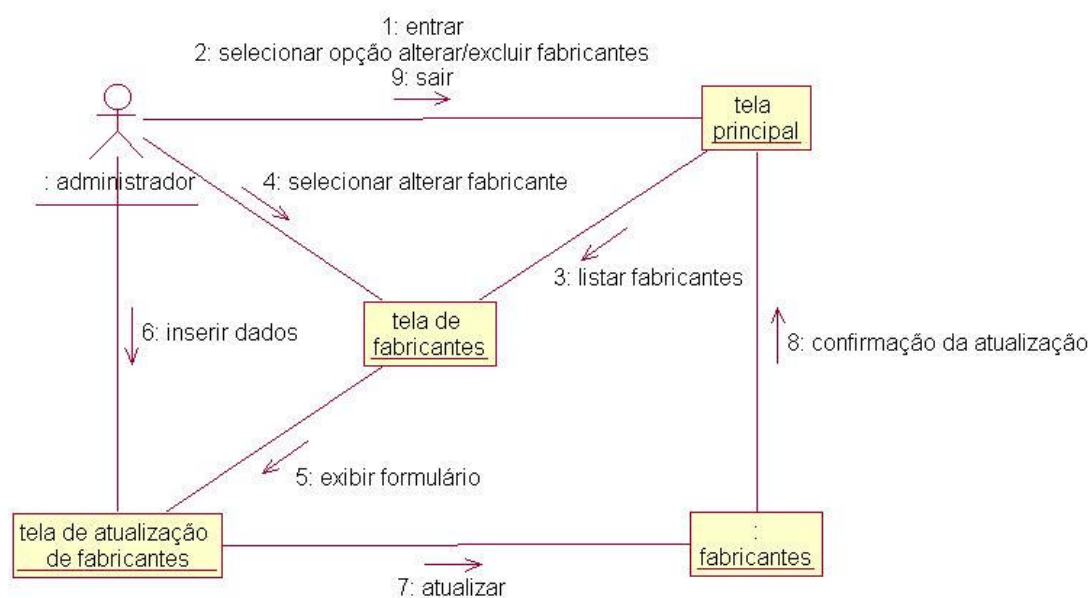 1: entrar
2: selecionar opção alterar/excluir fabricantes
9: sair
tela
principal
: administrador
4: selecionar alterar fabricante
3: listar fabricantes
tela de
fabricantes
6: inserir dados
8: confirmação da atualização
5: exibir formulário
tela de atualização
de fabricantes
:
fabricantes
7: atualizar